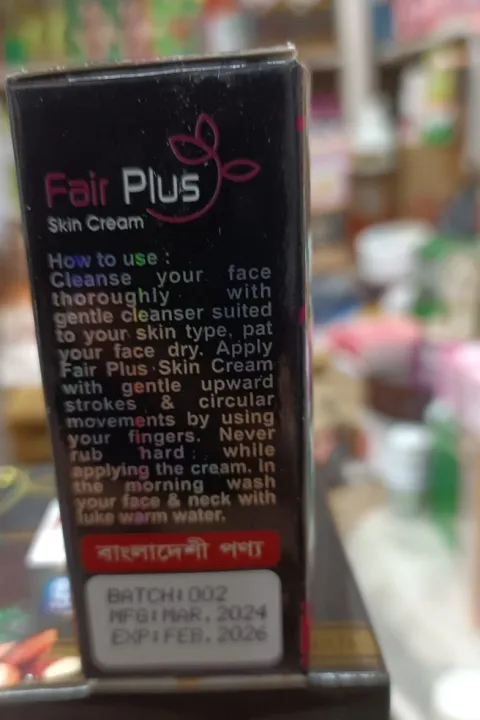 Fair Plus
Skin Cream
How to use :
Cleanse your face
thoroughly with
gentle cleanser suited
to your skin type, pat
your face dry. Apply
Fair Plus Skin Cream
with gentle upward
strokes & circular
movements by using
your fingers. Never
rub hard while
applying the cream. In
the morning wash
your face & neck with
luke warm water.
বাংলাদেশী পণ্য
BATCH:002
MFG:MAR.2024
EXP:FEB.2026